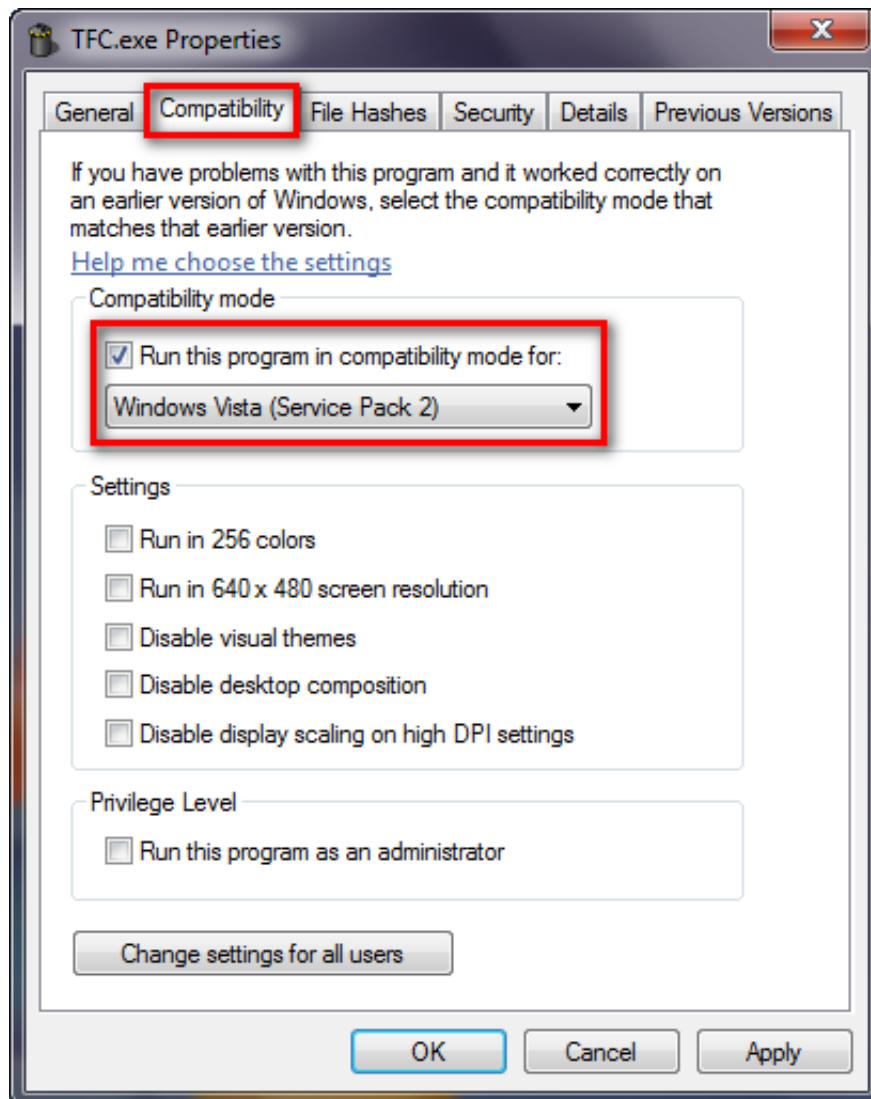 TFC.exe Properties
General Compatibility File Hashes Security Details Previous Versions
If you have problems with this program and it worked correctly on
an earlier version of Windows, select the compatibility mode that
matches that earlier version.
Help me choose the settings
Compatibility mode
Run this program in compatibility mode for:
Windows Vista (Service Pack 2)
Settings
Run in 256 colors
Run in 640 x 480 screen resolution
Disable visual themes
Disable desktop composition
Disable display scaling on high DPI settings
Privilege Level
Run this program as an administrator
Change settings for all users
OK Cancel Apply